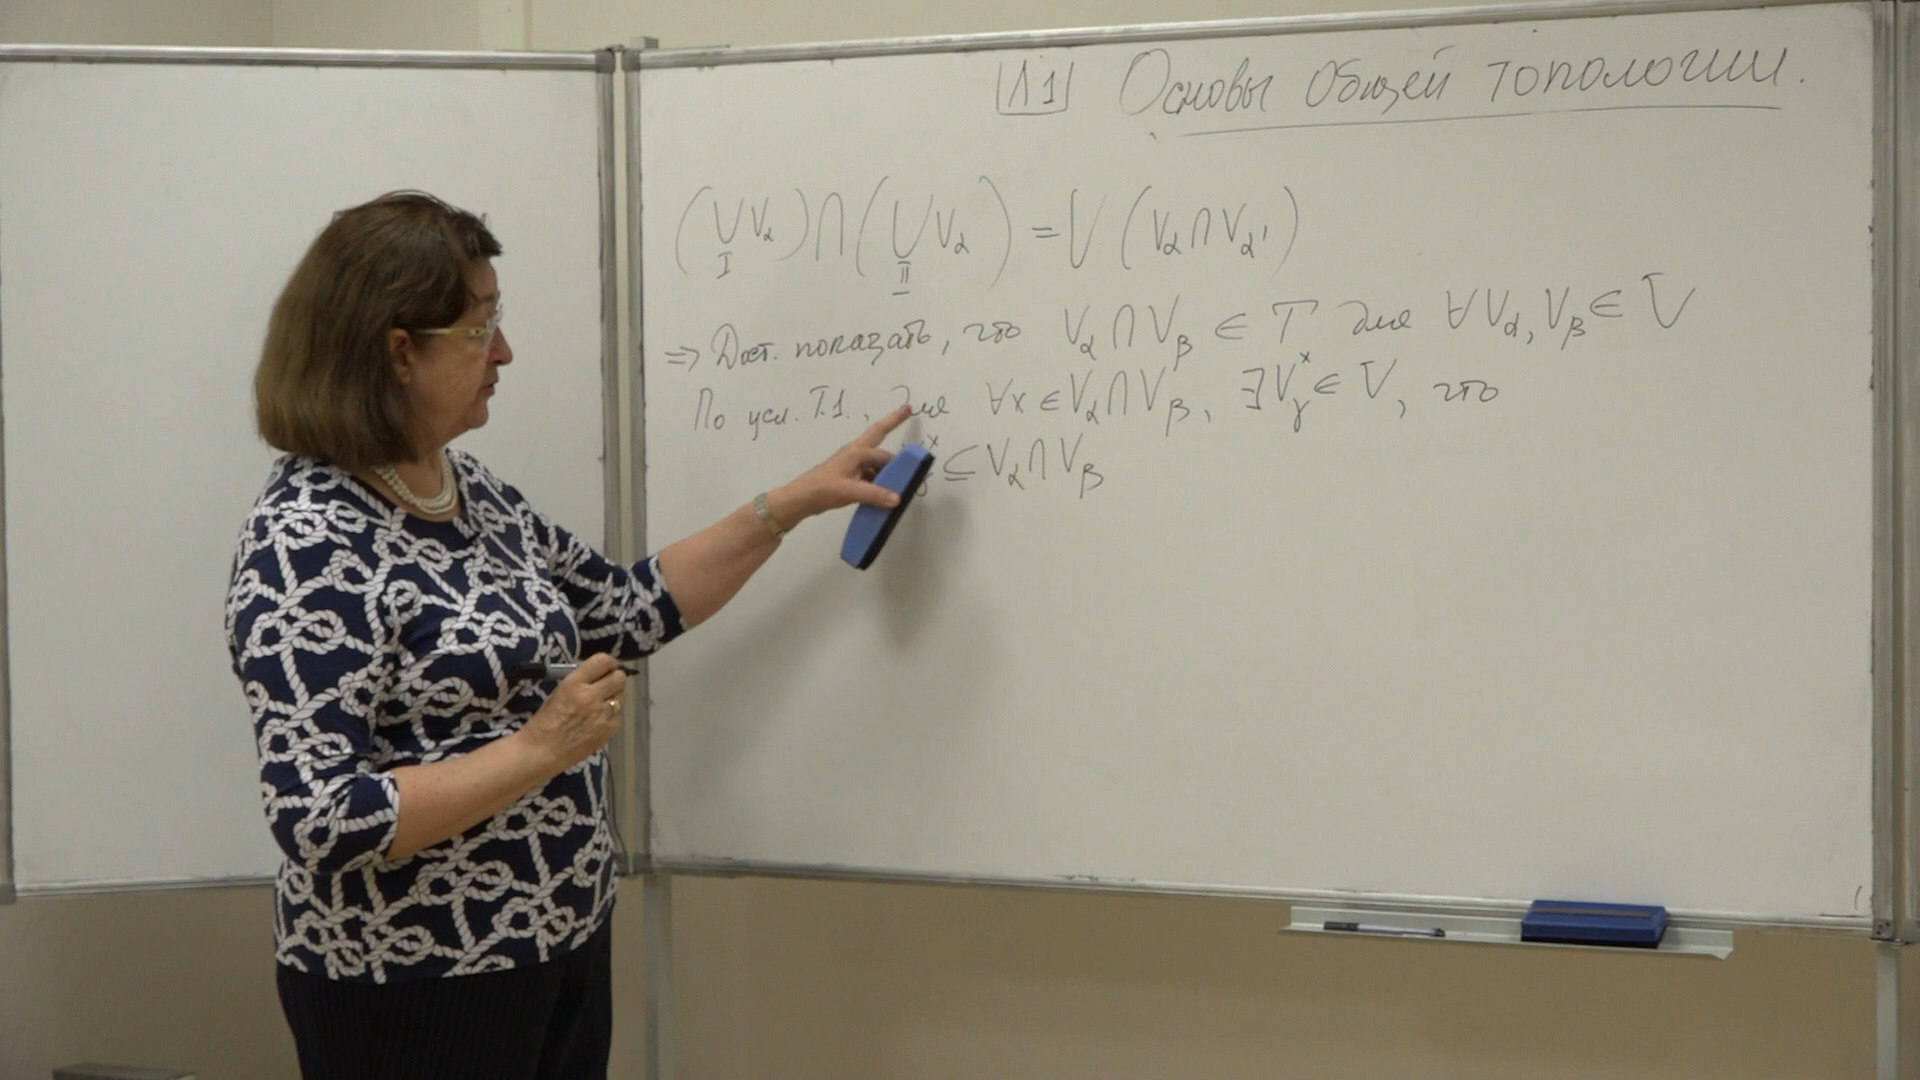 Л1 Основы общей топологии.
(⋃_I V_α) ∩ (⋃_II V_α) = ⋃ (V_α ∩ V_α')
⇒ Дост. показать, что V_α ∩ V_β ∈ T для ∀ V_α, V_β ∈ V
По усл. Т.1., для ∀x ∈ V_α ∩ V_β, ∃ V_γ^x ∈ V, что
⊆ V_α ∩ V_β